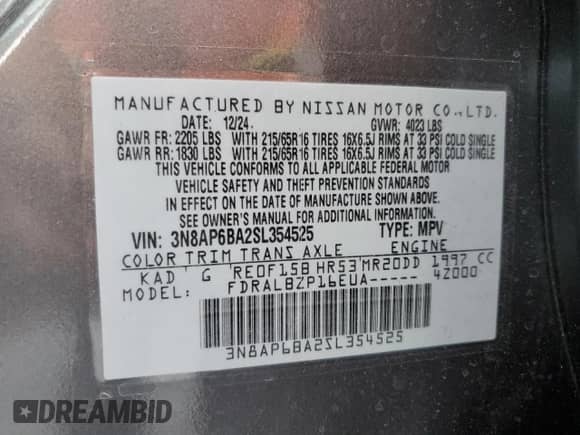 MANUFACTURED BY NISSAN MOTOR CO., LTD.
DATE: 12/24 GVWR: 4023 LBS
GAWR FR: 2205 LBS WITH 215/65R16 TIRES 16X6.5J RIMS AT 33 PSI COLD SINGLE
GAWR RR: 1830 LBS WITH 215/65R16 TIRES 16X6.5J RIMS AT 33 PSI COLD SINGLE
THIS VEHICLE CONFORMS TO ALL APPLICABLE FEDERAL MOTOR
VEHICLE SAFETY AND THEFT PREVENTION STANDARDS
IN EFFECT ON THE DATE OF MANUFACTURE SHOWN ABOVE.
SEE OWNER'S MANUAL FOR ADDITIONAL INFORMATION.
VIN: 3N8AP6BA2SL354525 TYPE: MPV
COLOR TRIM TRANS AXLE ENGINE
KAD G RE0F15B HR53 MR20DD 1997 CC
MODEL: FDRALBZP16EUA----- 4Z000
3N8AP6BA2SL354525
DREAMBID